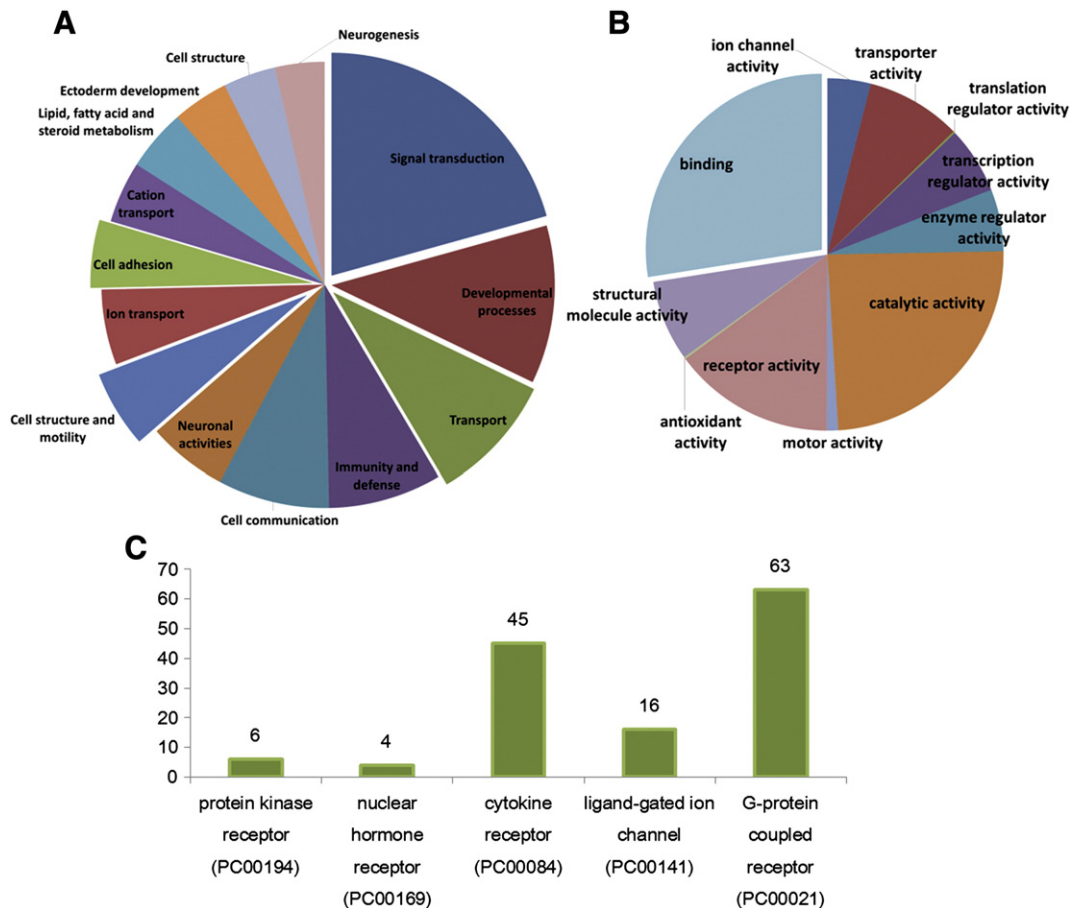 A
Neurogenesis
Cell structure
Ectoderm development
Lipid, fatty acid and
steroid metabolism
Signal transduction
Cation
transport
Cell adhesion
Developmental
processes
Ion transport
Cell structure and
motility
Neuronal
activities
Transport
Immunity and
defense
Cell communication
B
ion channel
activity
transporter
activity
translation
regulator activity
binding
transcription
regulator activity
enzyme regulator
activity
structural
molecule activity
catalytic activity
receptor activity
antioxidant
activity
motor activity
C
70
60
50
40
30
20
10
0
6
4
45
16
63
protein kinase
receptor
(PC00194)
nuclear
hormone
receptor
(PC00169)
cytokine
receptor
(PC00084)
ligand-gated ion
channel
(PC00141)
G-protein
coupled
receptor
(PC00021)